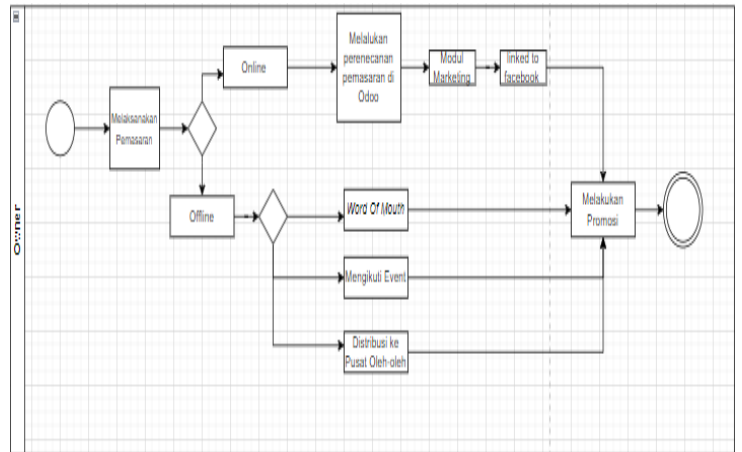 Owner
Melaksanakan
Pemasaran
Online
Melalukan
perenecanan
pemasaran di
Odoo
Modul
Marketing
linked to
facebook
Offline
Word Of Mouth
Mengikuti Event
Distribusi ke
Pusat Oleh-oleh
Melakukan
Promosi